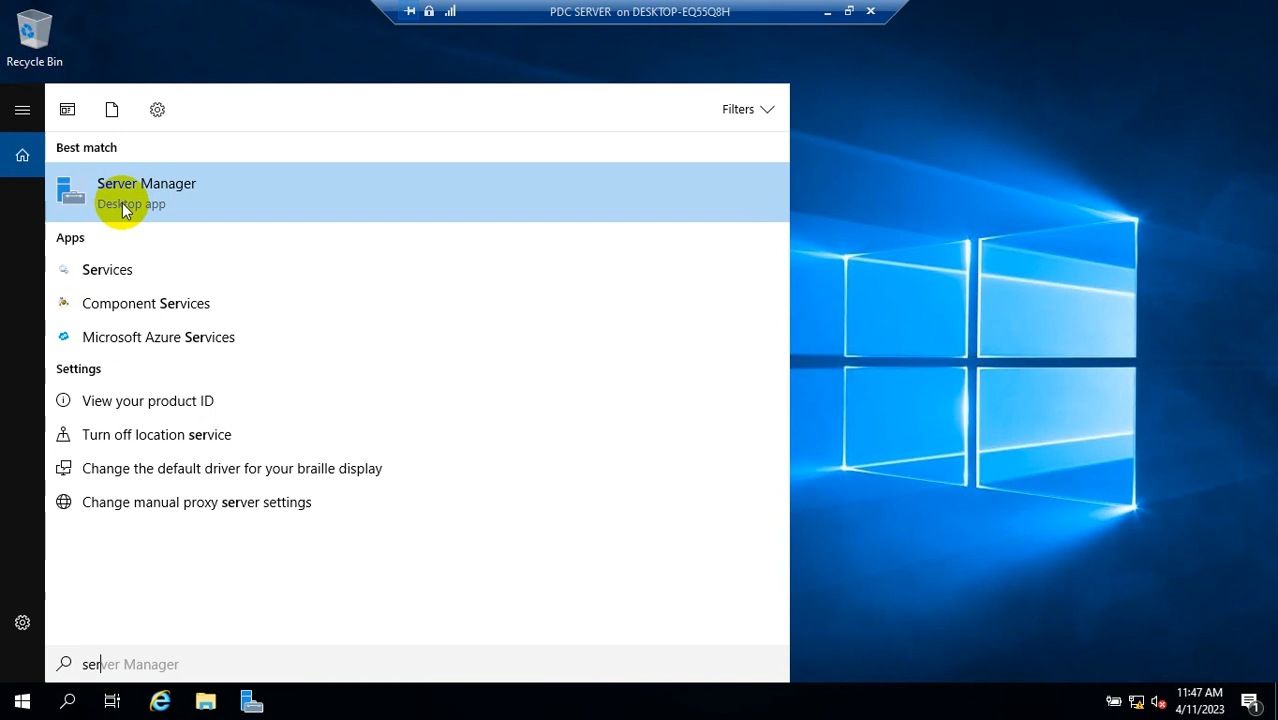 PDC SERVER on DESKTOP-EQ55Q8H
Recycle Bin
Filters
Best match
Server Manager
Desktop app
Apps
Services
Component Services
Microsoft Azure Services
Settings
View your product ID
Turn off location service
Change the default driver for your braille display
Change manual proxy server settings
server Manager
11:47 AM
4/11/2023
1